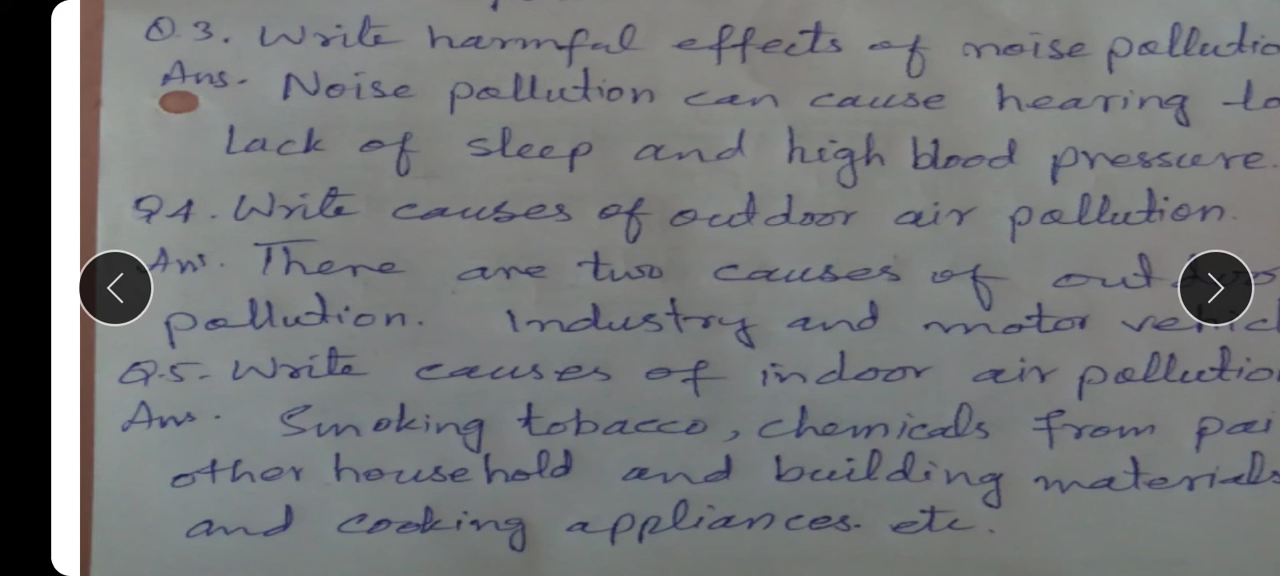 Q.3. Write harmful effects of noise pollutio
Ans. Noise pollution can cause hearing lo
Lack of sleep and high blood pressure.
Q4. Write causes of outdoor air pollution.
Ans. There are two causes of outdoor
pollution. Industry and motor vehicl
Q.5. Write causes of indoor air pollutio
Ans. Smoking tobacco, chemicals from pai
other household and building materials
and cooking appliances. etc.